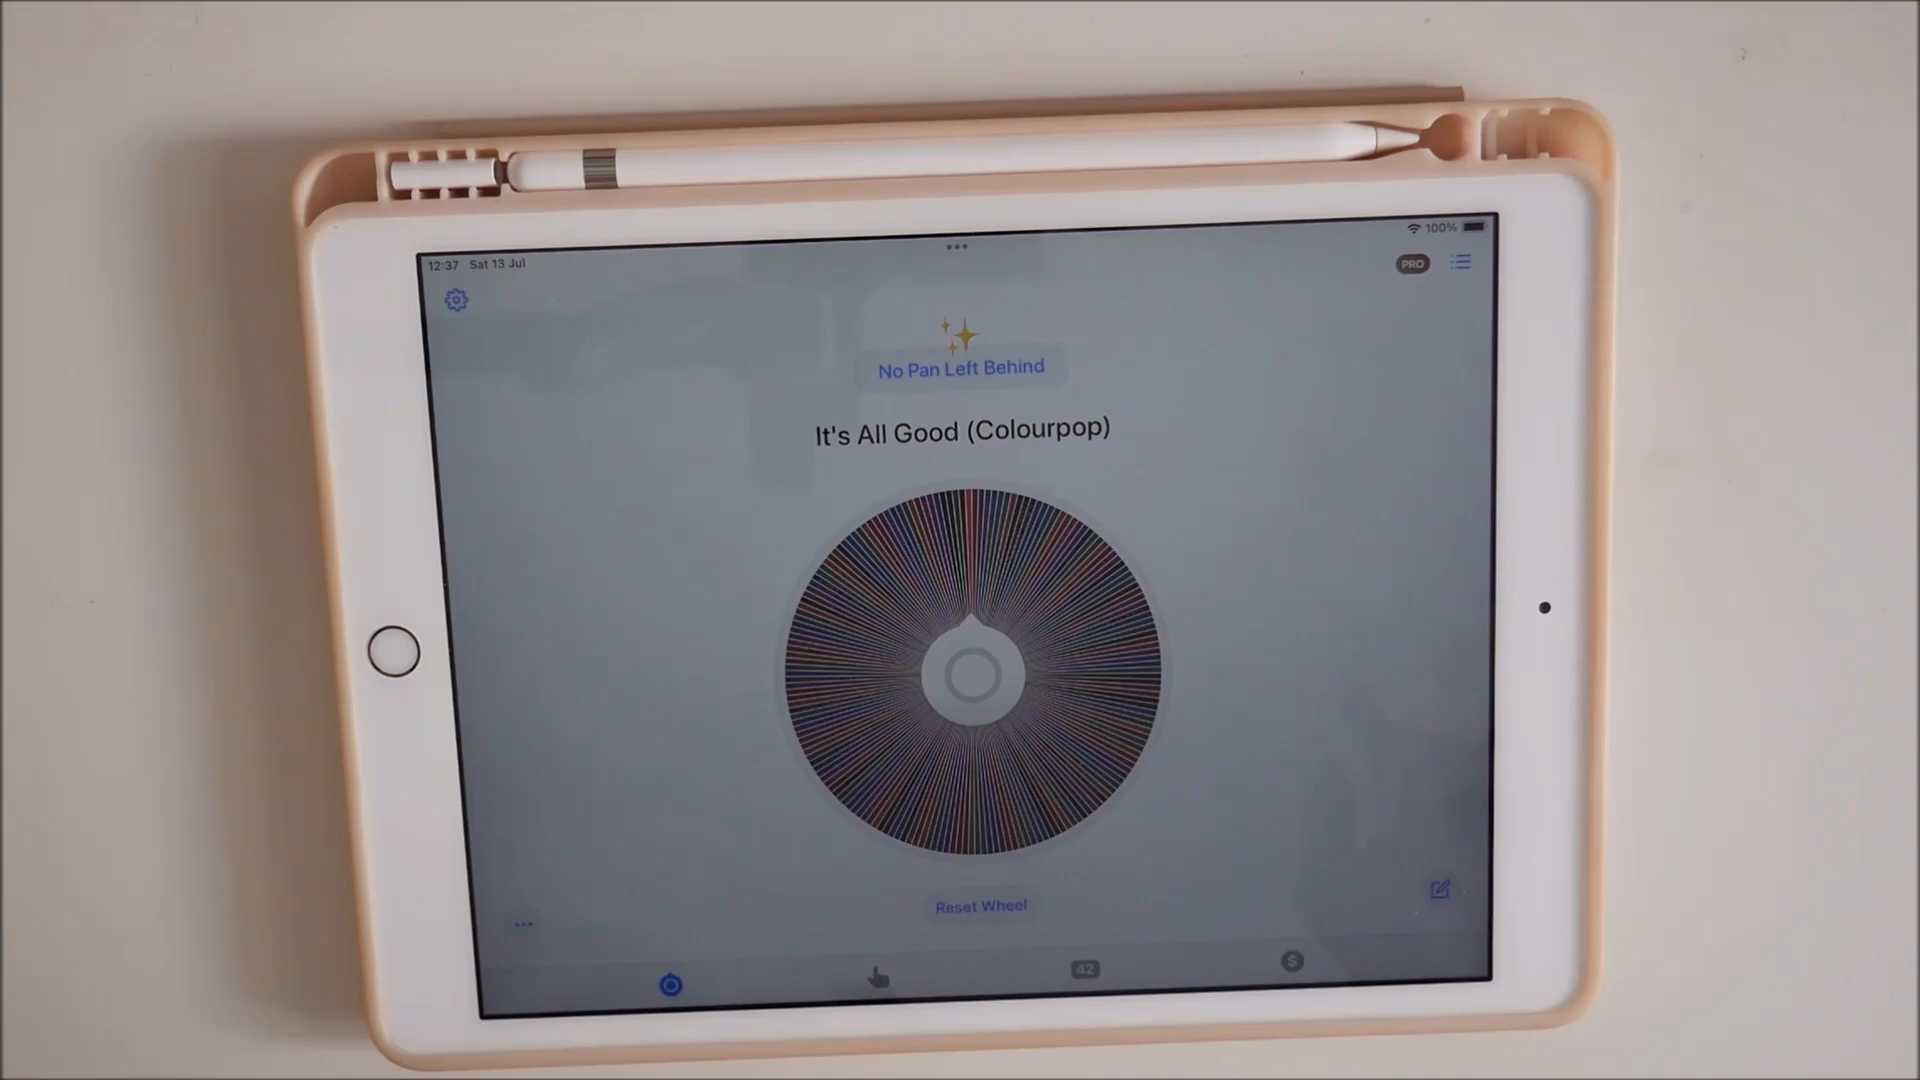 12:37 Sat 13 Jul
100%
PRO
No Pan Left Behind
It's All Good (Colourpop)
Reset Wheel
42
$